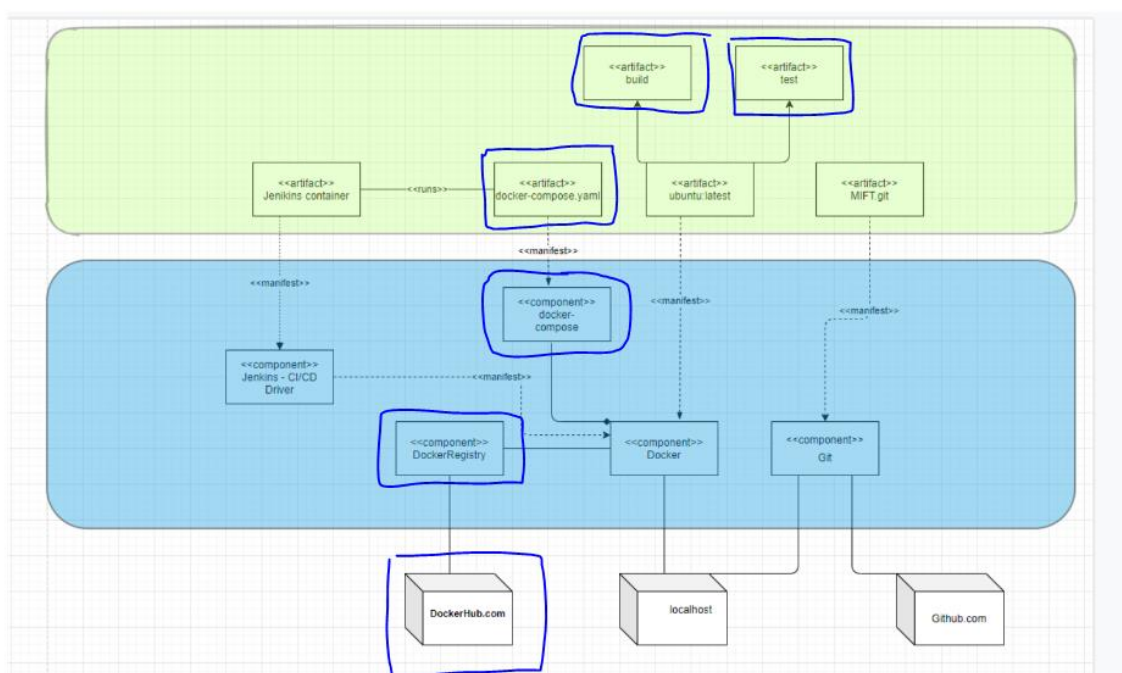 <<artifact>>
build
<<artifact>>
test
<<artifact>>
Jenikins container
<<runs>>
<<artifact>>
docker-compose.yaml
<<artifact>>
ubuntu:latest
<<artifact>>
MIFT.git
<<manifest>>
<<manifest>>
<<component>>
docker-
compose
<<manifest>>
<<manifest>>
<<component>>
Jenkins - CI/CD
Driver
<<manifest>>
<<component>>
DockerRegistry
<<component>>
Docker
<<component>>
Git
DockerHub.com
localhost
Github.com